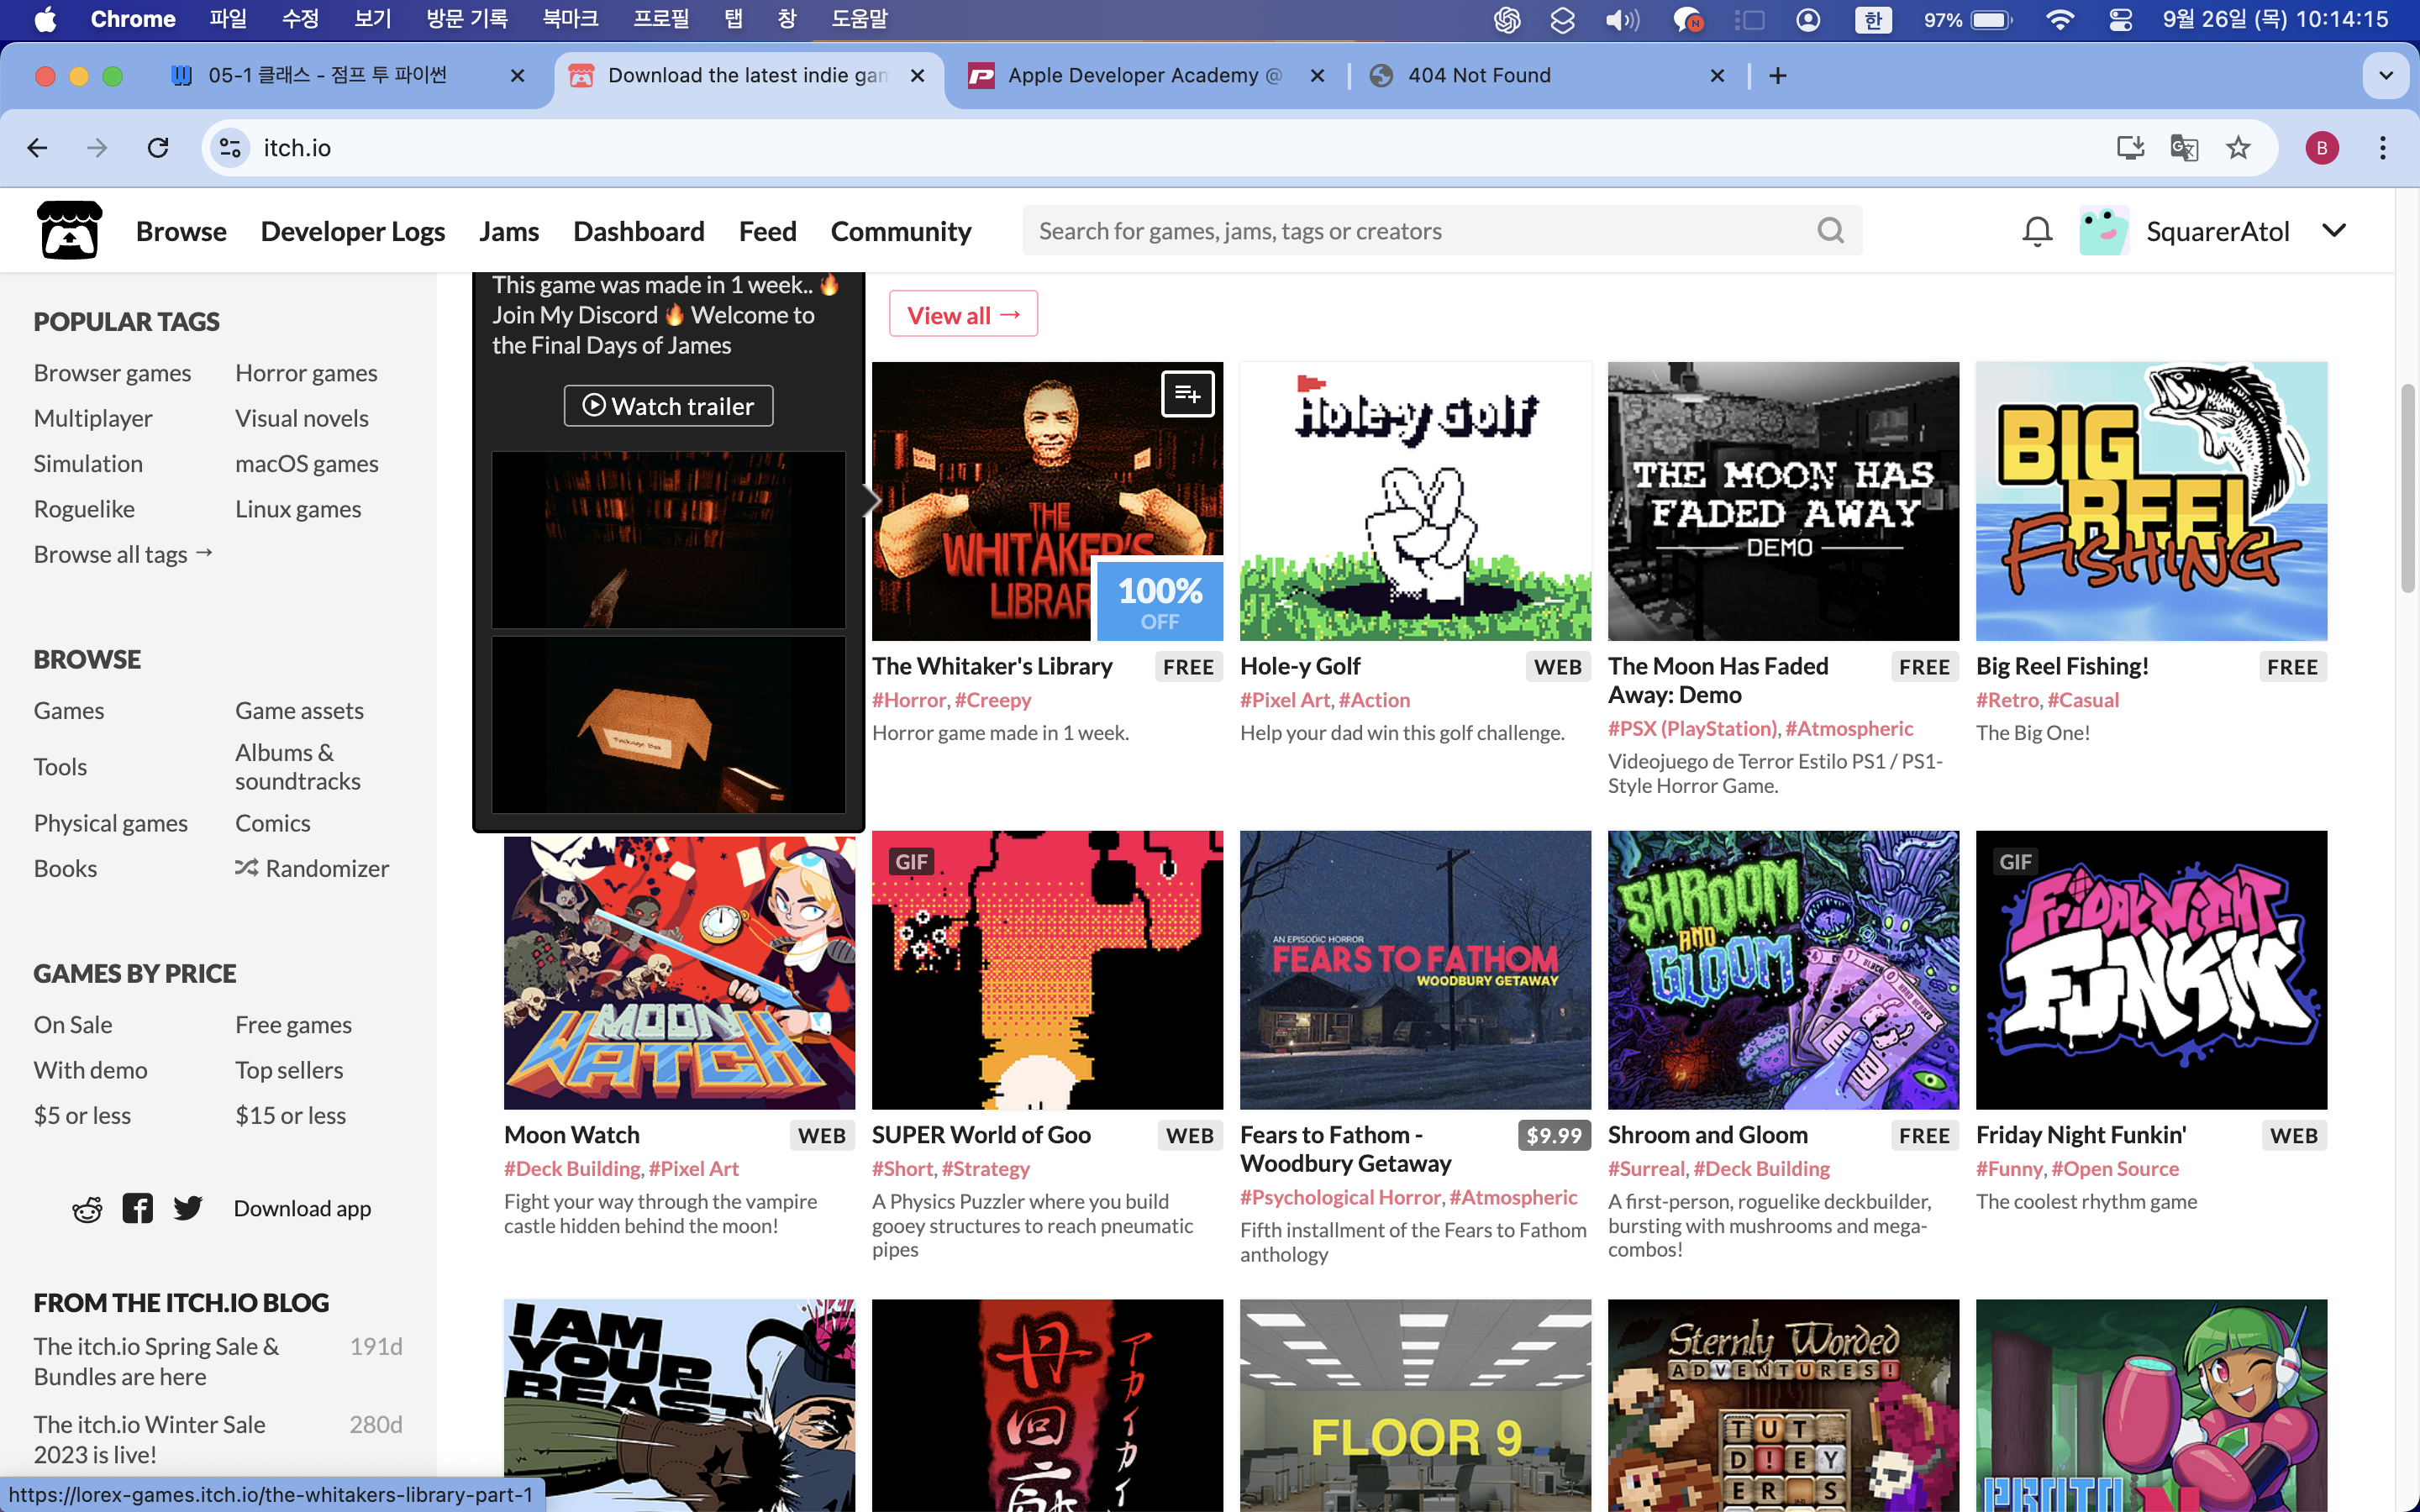 Chrome 파일 수정 보기 방문 기록 북마크 프로필 탭 창 도움말 한 97% 9월 26일 (목) 10:14:15
05-1 클래스 - 점프 투 파이썬 Download the latest indie gam Apple Developer Academy @ 404 Not Found
itch.io B
Browse Developer Logs Jams Dashboard Feed Community Search for games, jams, tags or creators SquarerAtol
POPULAR TAGS
Browser games Horror games
Multiplayer Visual novels
Simulation macOS games
Roguelike Linux games
Browse all tags →
BROWSE
Games Game assets
Tools Albums & soundtracks
Physical games Comics
Books Randomizer
GAMES BY PRICE
On Sale Free games
With demo Top sellers
$5 or less $15 or less
Download app
FROM THE ITCH.IO BLOG
The itch.io Spring Sale & 191d
Bundles are here
The itch.io Winter Sale 280d
2023 is live!
https://lorex-games.itch.io/the-whitakers-library-part-1
This game was made in 1 week.. 🔥
Join My Discord 🔥 Welcome to
the Final Days of James
Watch trailer
Package Box
View all →
THE
WHITAKER'S
LIBRAR
100%
OFF
The Whitaker's Library FREE
#Horror, #Creepy
Horror game made in 1 week.
Hole-y Golf
Hole-y Golf WEB
#Pixel Art, #Action
Help your dad win this golf challenge.
THE MOON HAS
FADED AWAY
DEMO
The Moon Has Faded FREE
Away: Demo
#PSX (PlayStation), #Atmospheric
Videojuego de Terror Estilo PS1 / PS1-
Style Horror Game.
BIG
REEL
FISHING
Big Reel Fishing! FREE
#Retro, #Casual
The Big One!
MOON
WATCH
Moon Watch WEB
#Deck Building, #Pixel Art
Fight your way through the vampire
castle hidden behind the moon!
GIF
SUPER World of Goo WEB
#Short, #Strategy
A Physics Puzzler where you build
gooey structures to reach pneumatic
pipes
AN EPISODIC HORROR
FEARS TO FATHOM
WOODBURY GETAWAY
Fears to Fathom - $9.99
Woodbury Getaway
#Psychological Horror, #Atmospheric
Fifth installment of the Fears to Fathom
anthology
SHROOM
AND
GLOOM
Shroom and Gloom FREE
#Surreal, #Deck Building
A first-person, roguelike deckbuilder,
bursting with mushrooms and mega-
combos!
GIF
FRIDAY NIGHT
FUNKIN'
Friday Night Funkin' WEB
#Funny, #Open Source
The coolest rhythm game
I AM
YOUR
BEAST
丹
回
アカイカイ
FLOOR 9
Sternly Worded
ADVENTURES!
TUT
D!EY
ERS
PROTO